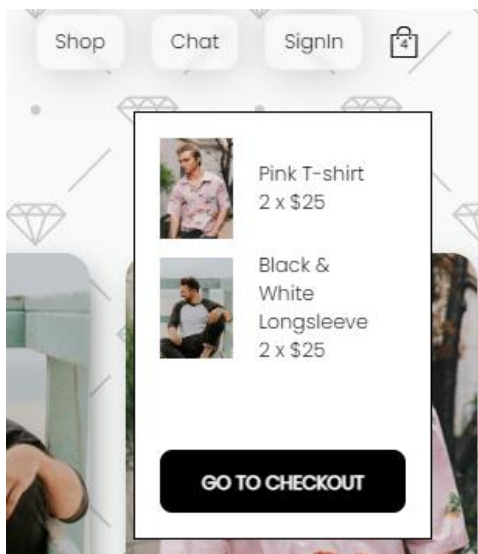 Shop Chat SignIn 4
Pink T-shirt
2 x $25
Black &
White
Longsleeve
2 x $25
GO TO CHECKOUT